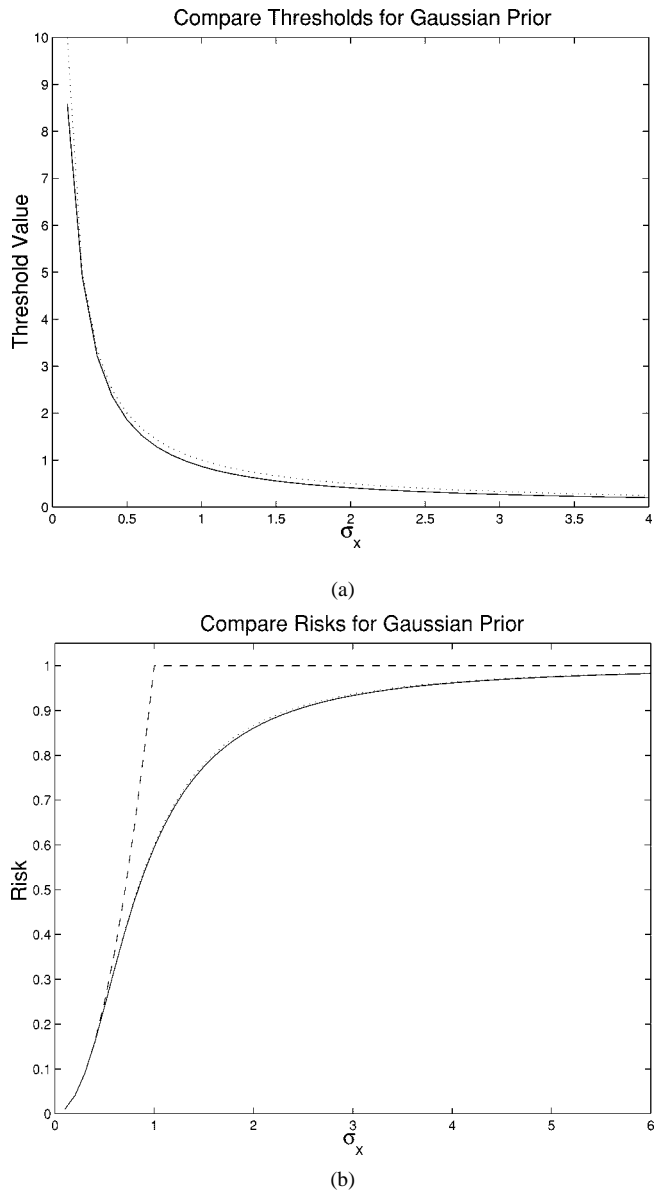 Compare Thresholds for Gaussian Prior
10
9
8
7
6
5
4
3
2
1
0
Threshold Value
0 0.5 1 1.5 2 2.5 3 3.5 4
σx
(a)
Compare Risks for Gaussian Prior
1
0.9
0.8
0.7
0.6
0.5
0.4
0.3
0.2
0.1
0
Risk
0 1 2 3 4 5 6
σx
(b)